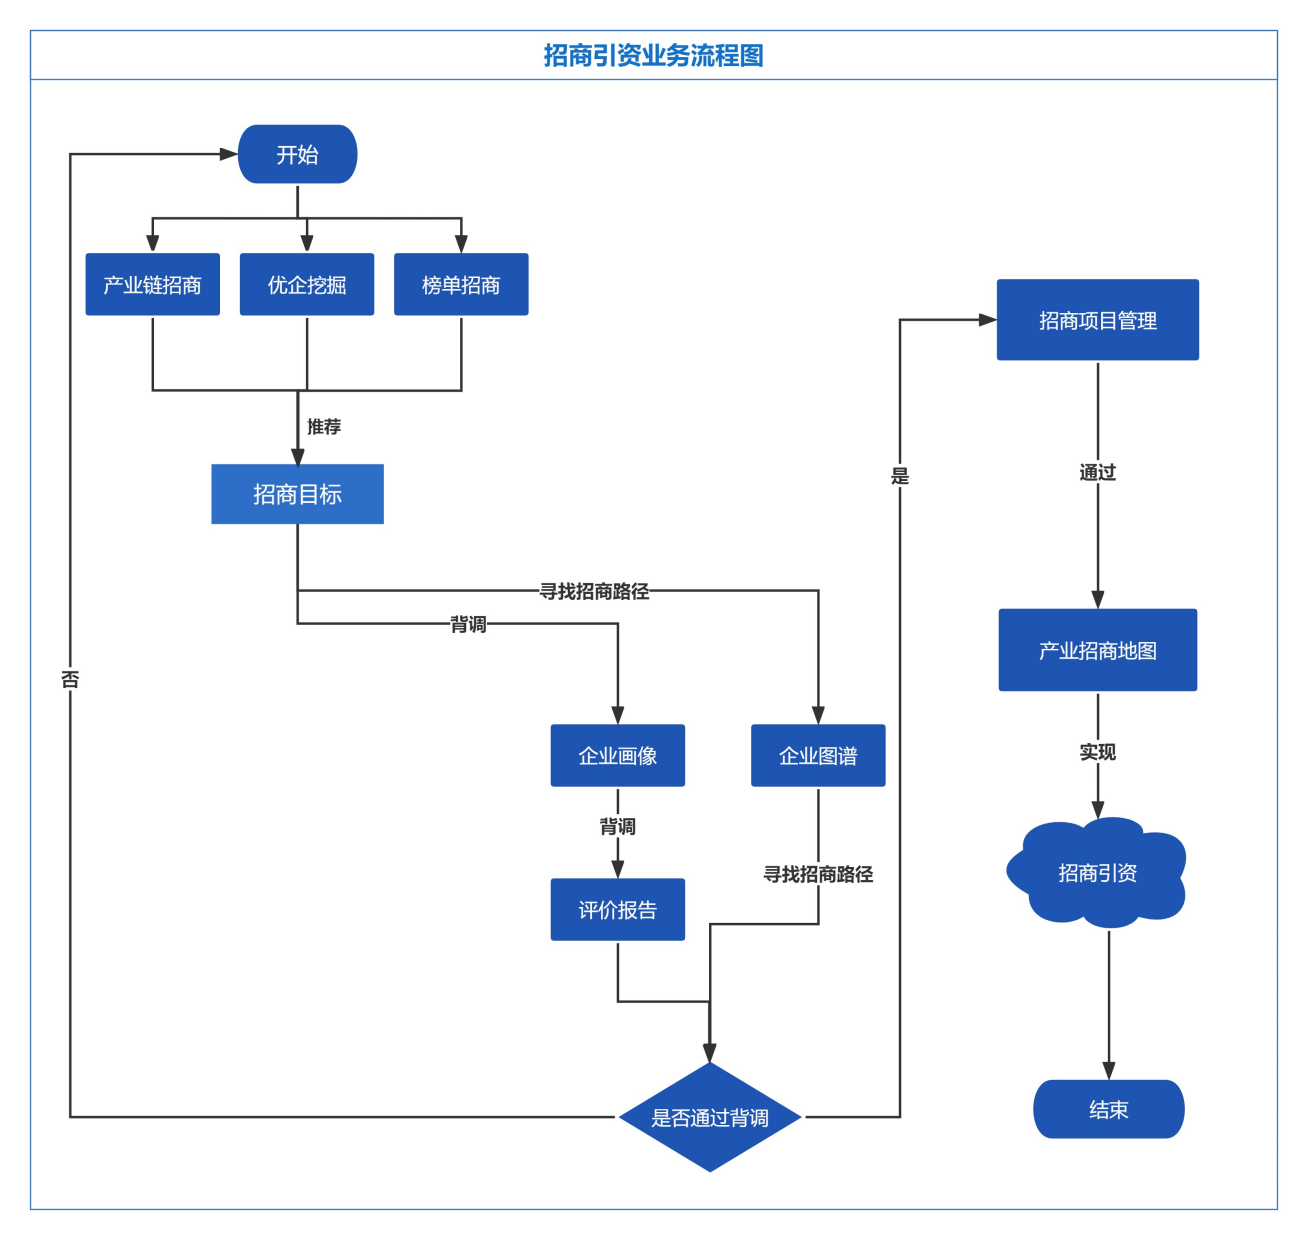 招商引资业务流程图
开始
产业链招商
优企挖掘
榜单招商
推荐
招商目标
寻找招商路径
背调
否
企业画像
企业图谱
背调
寻找招商路径
评价报告
是否通过背调
是
招商项目管理
通过
产业招商地图
实现
招商引资
结束